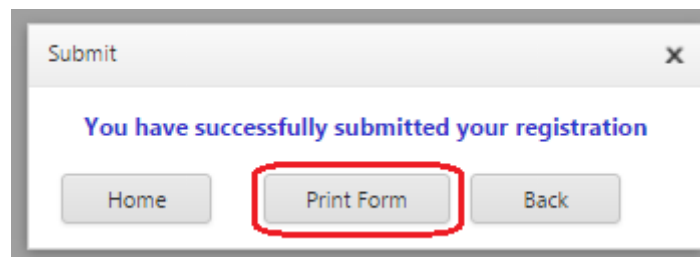 Submit x
You have successfully submitted your registration
Home Print Form Back